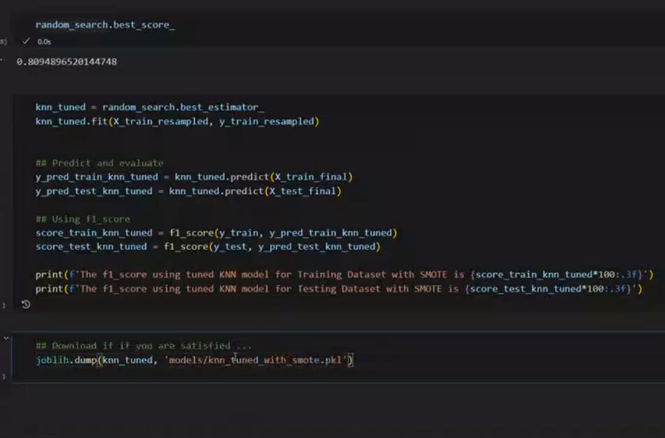 random_search.best_score_
0.0s
0.8094896520144748
knn_tuned = random_search.best_estimator_
knn_tuned.fit(X_train_resampled, y_train_resampled)
## Predict and evaluate
y_pred_train_knn_tuned = knn_tuned.predict(X_train_final)
y_pred_test_knn_tuned = knn_tuned.predict(X_test_final)
## Using f1_score
score_train_knn_tuned = f1_score(y_train, y_pred_train_knn_tuned)
score_test_knn_tuned = f1_score(y_test, y_pred_test_knn_tuned)
print(f'The f1_score using tuned KNN model for Training Dataset with SMOTE is {score_train_knn_tuned*100:.3f}')
print(f'The f1_score using tuned KNN model for Testing Dataset with SMOTE is {score_test_knn_tuned*100:.3f}')
## Download if if you are satisfied ...
joblib.dump(knn_tuned, 'models/knn_tuned_with_smote.pkl')